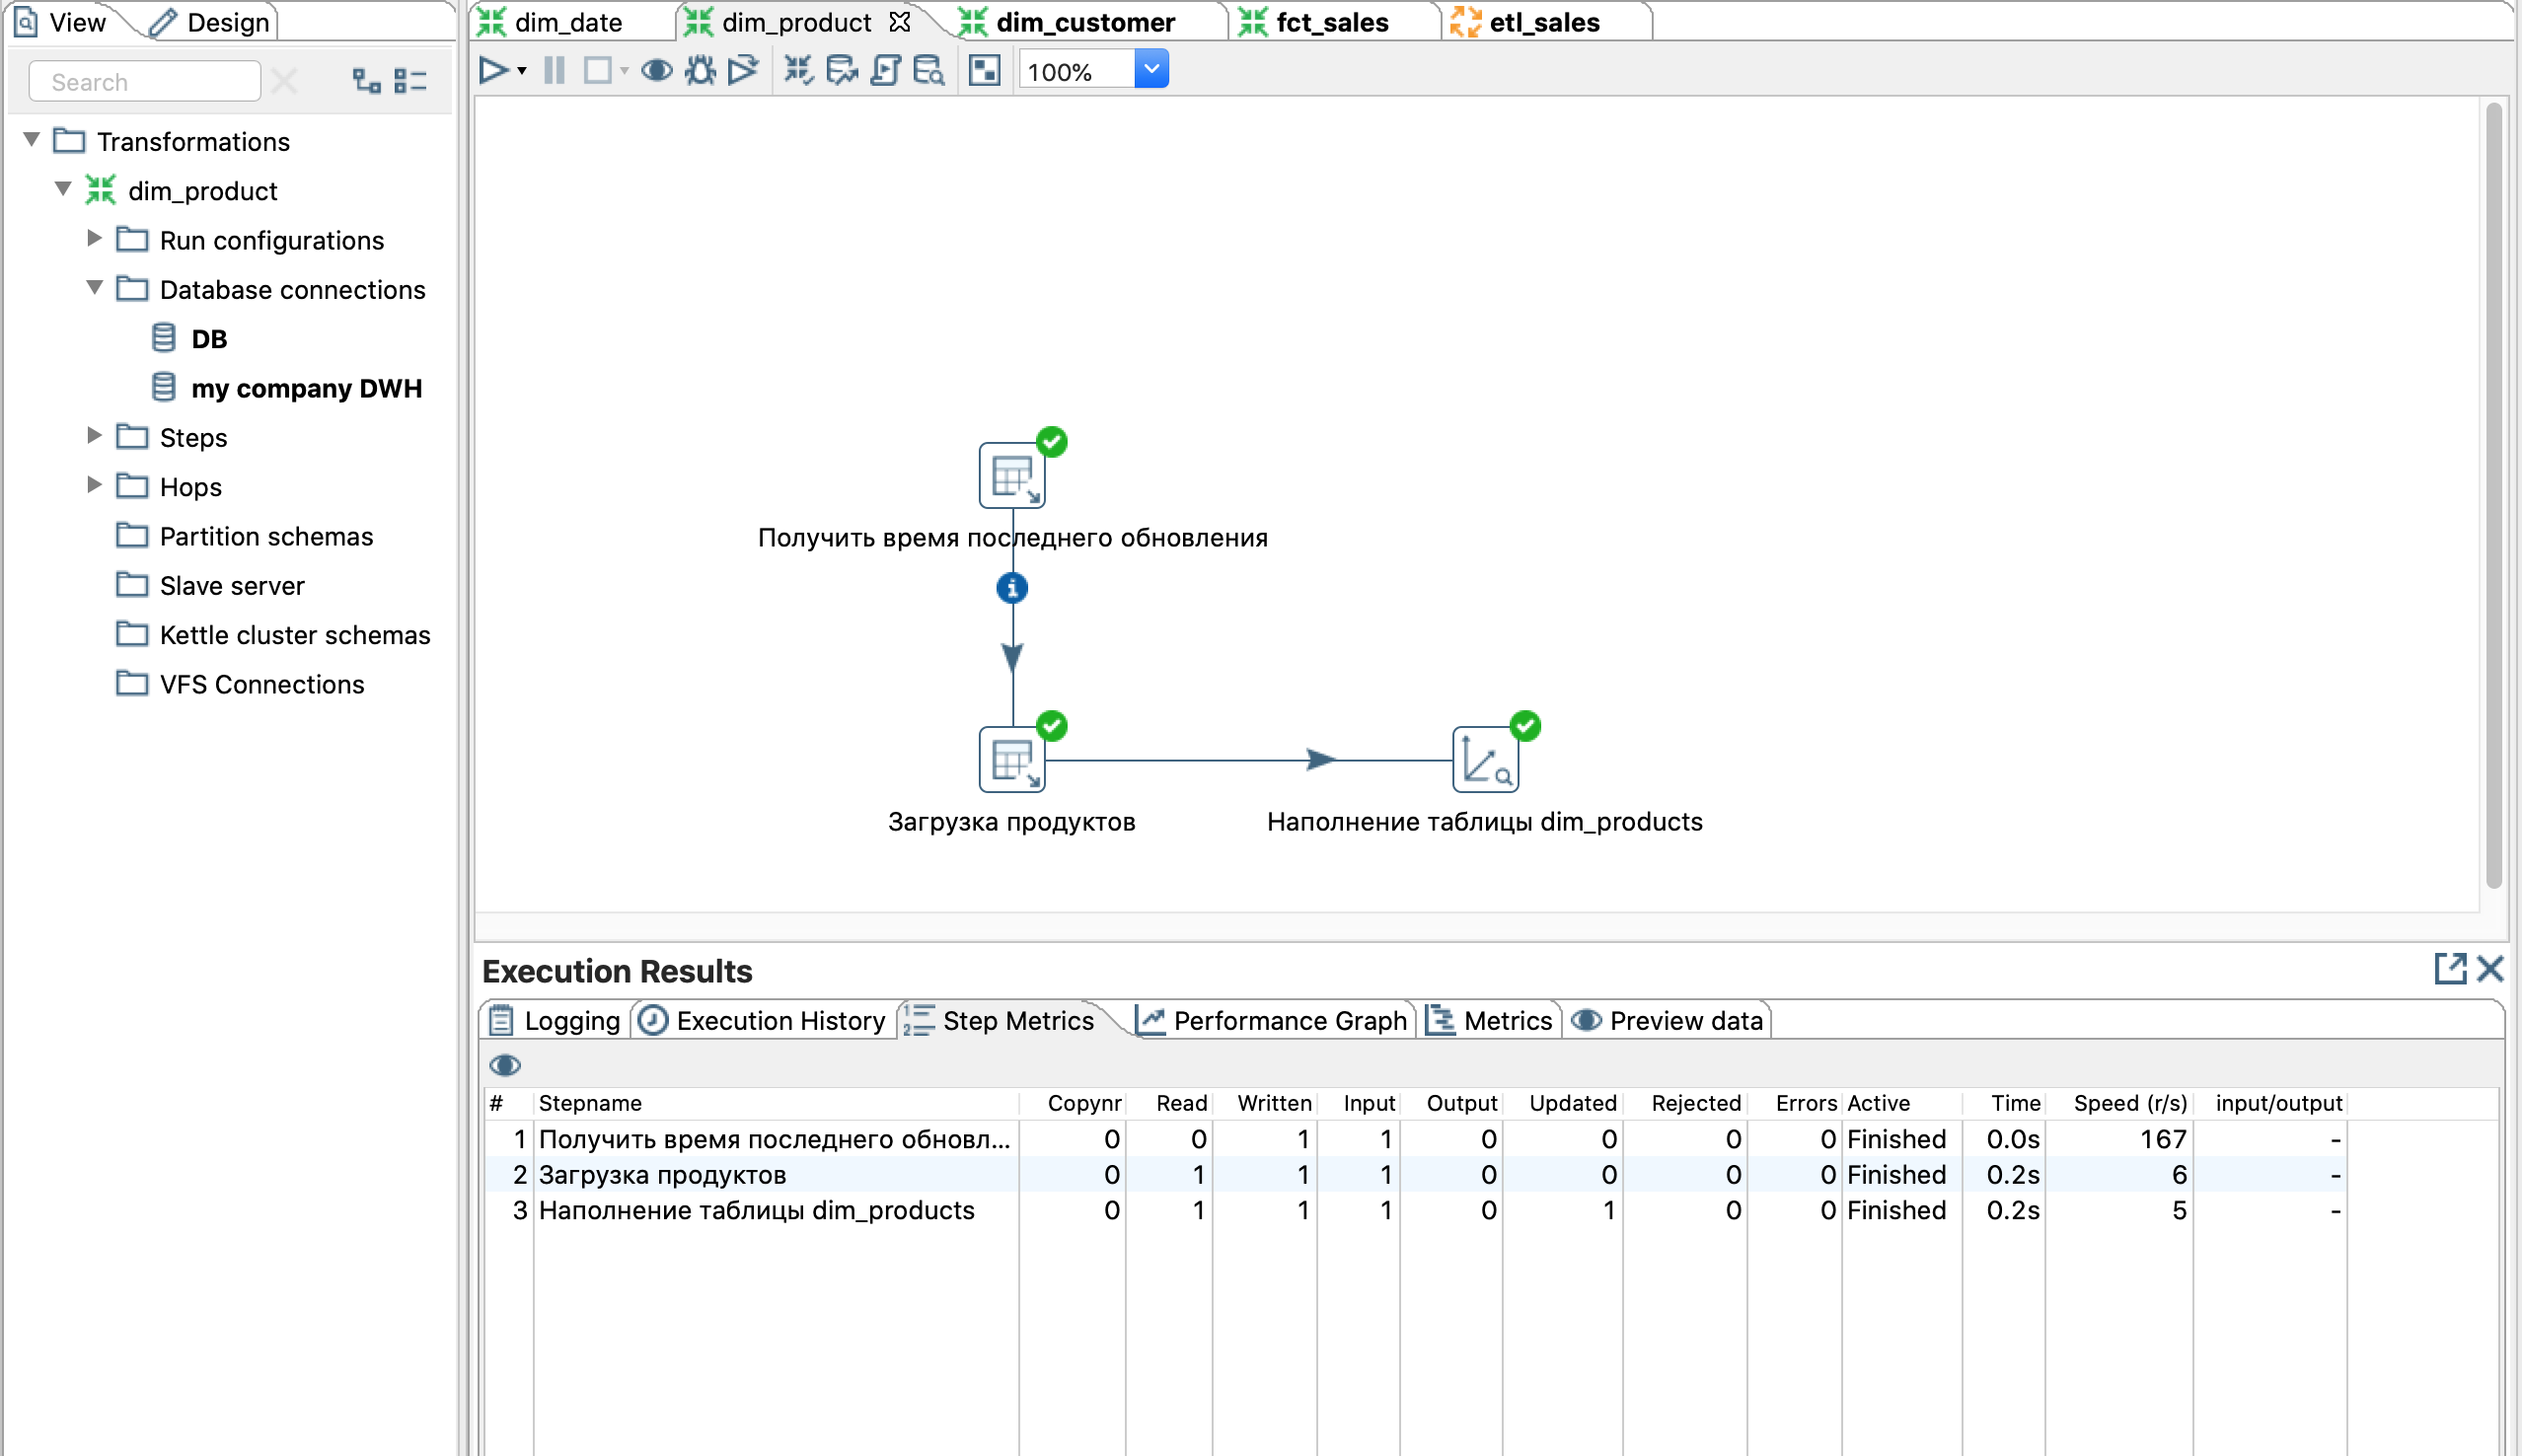 View Design
dim_date dim_product dim_customer fct_sales etl_sales
Search
100%
Transformations
dim_product
Run configurations
Database connections
DB
my company DWH
Steps
Hops
Partition schemas
Slave server
Kettle cluster schemas
VFS Connections
Получить время последнего обновления
Загрузка продуктов
Наполнение таблицы dim_products
Execution Results
Logging Execution History Step Metrics Performance Graph Metrics Preview data
# Stepname Copynr Read Written Input Output Updated Rejected Errors Active Time Speed (r/s) input/output
1 Получить время последнего обновл... 0 0 1 1 0 0 0 0 Finished 0.0s 167 -
2 Загрузка продуктов 0 1 1 1 0 0 0 0 Finished 0.2s 6 -
3 Наполнение таблицы dim_products 0 1 1 1 0 1 0 0 Finished 0.2s 5 -